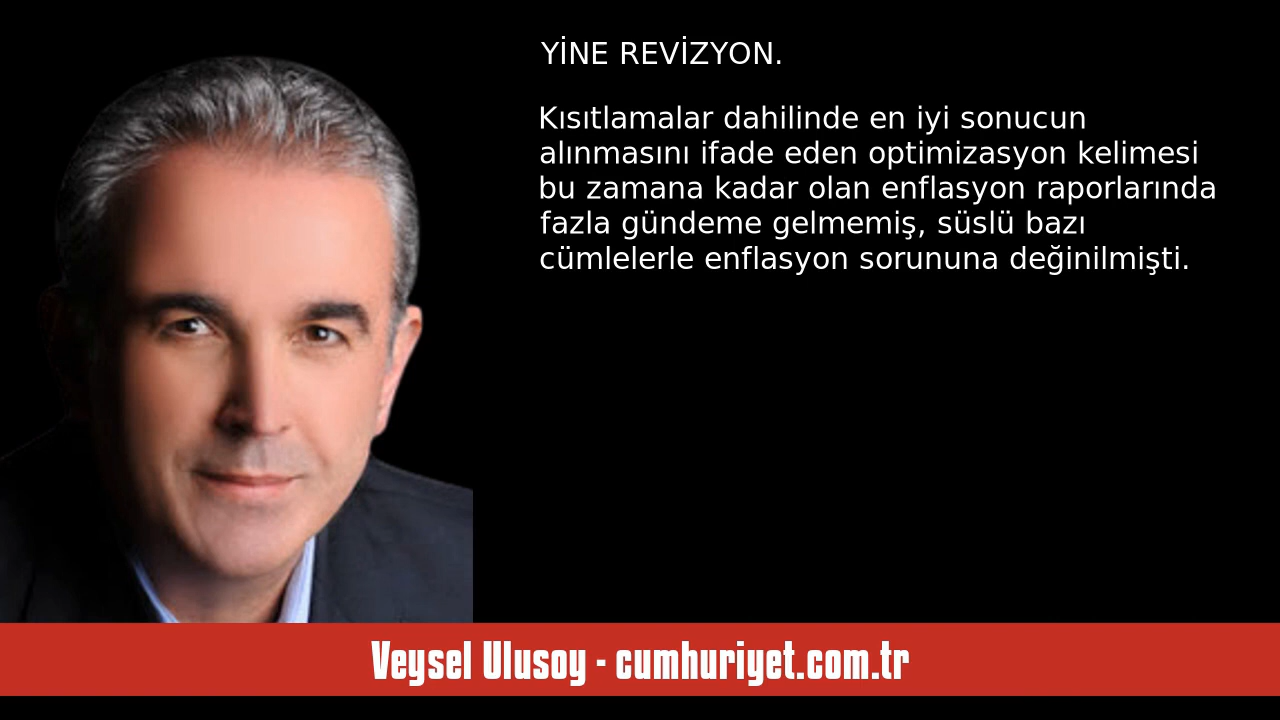 YİNE REVİZYON.
Kısıtlamalar dahilinde en iyi sonucun
alınmasını ifade eden optimizasyon kelimesi
bu zamana kadar olan enflasyon raporlarında
fazla gündeme gelmemiş, süslü bazı
cümlelerle enflasyon sorununa değinilmişti.
Veysel Ulusoy - cumhuriyet.com.tr